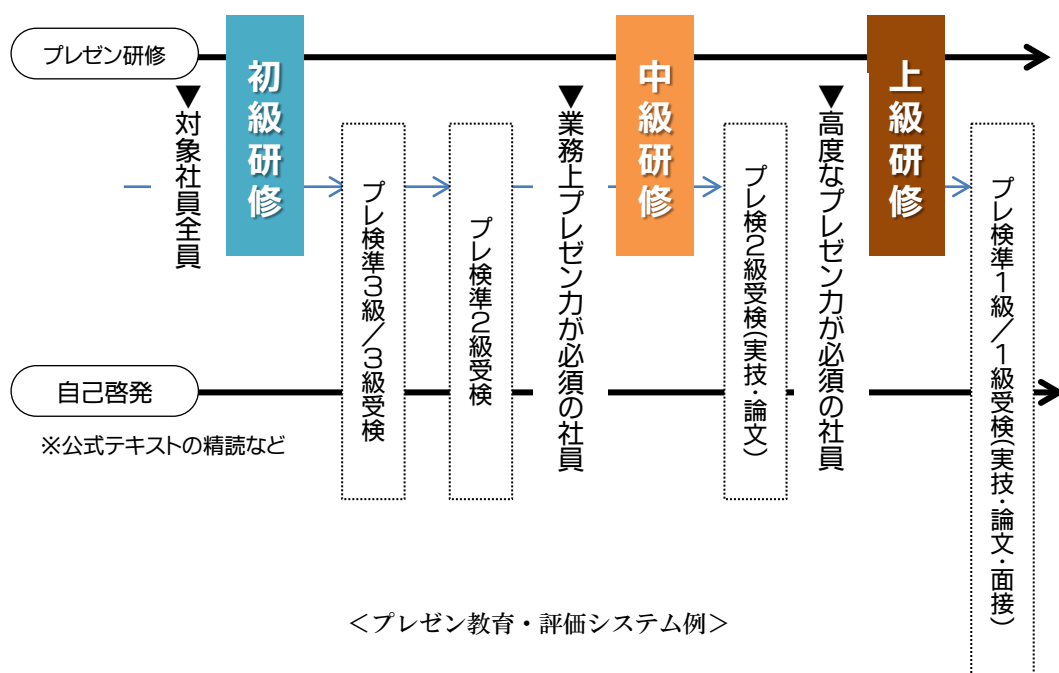 プレゼン研修
▼対象社員全員
初級研修
プレ検準3級／3級受検
プレ検準2級受検
▼業務上プレゼン力が必須の社員
中級研修
プレ検2級受検(実技・論文)
▼高度なプレゼン力が必須の社員
上級研修
プレ検準1級／1級受検(実技・論文・面接)
自己啓発
※公式テキストの精読など
＜プレゼン教育・評価システム例＞